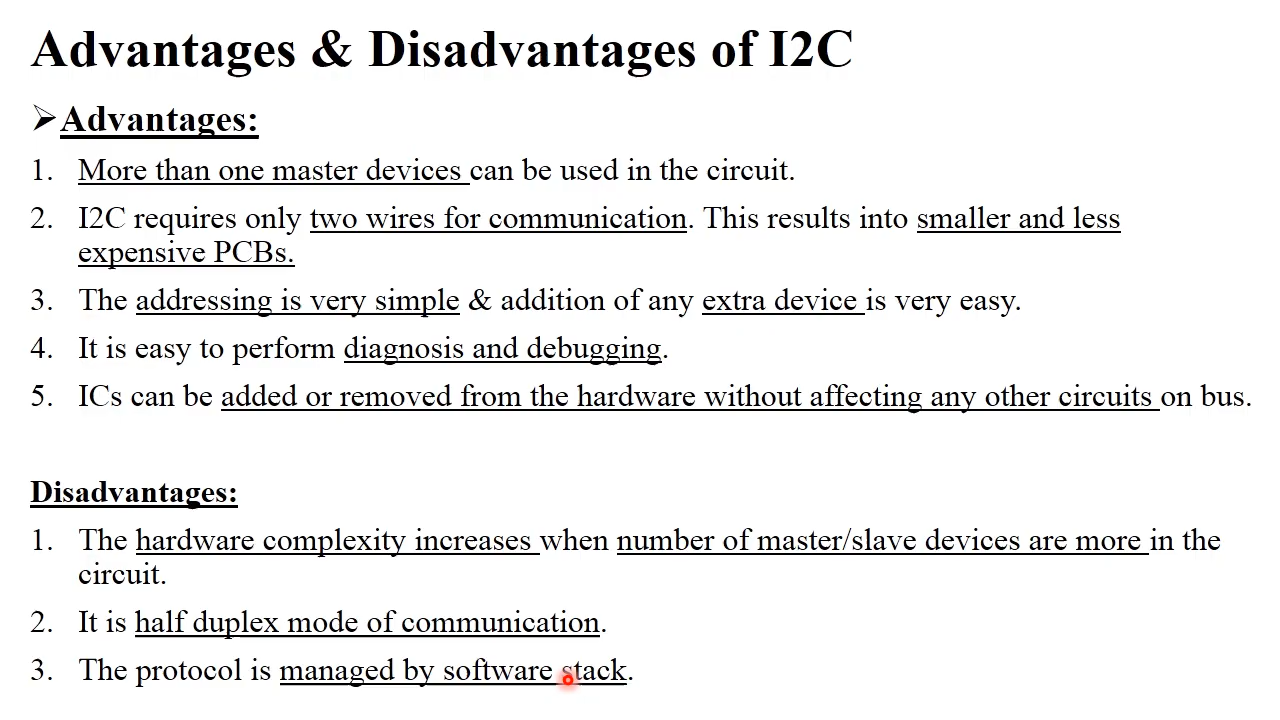 Advantages & Disadvantages of I2C
➢Advantages:
1. More than one master devices can be used in the circuit.
2. I2C requires only two wires for communication. This results into smaller and less
expensive PCBs.
3. The addressing is very simple & addition of any extra device is very easy.
4. It is easy to perform diagnosis and debugging.
5. ICs can be added or removed from the hardware without affecting any other circuits on bus.
Disadvantages:
1. The hardware complexity increases when number of master/slave devices are more in the
circuit.
2. It is half duplex mode of communication.
3. The protocol is managed by software stack.